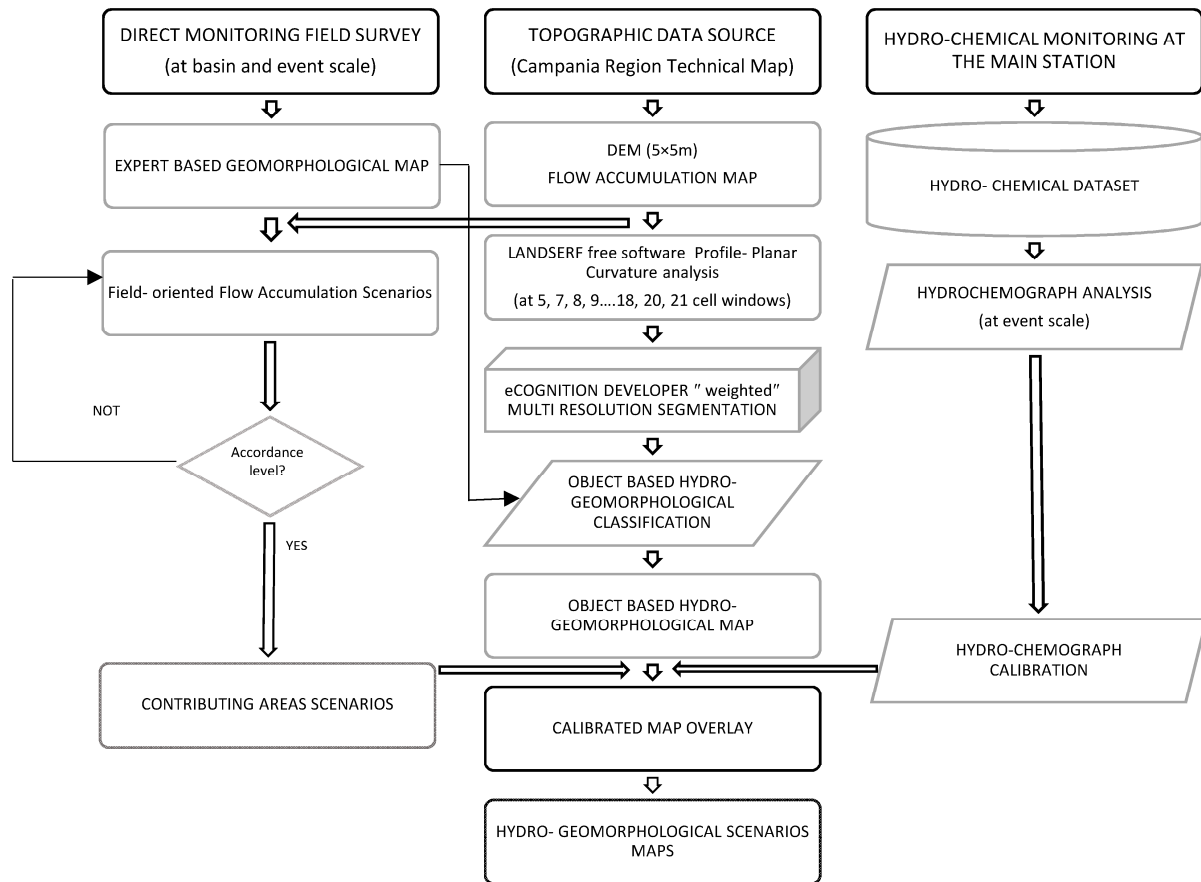 DIRECT MONITORING FIELD SURVEY
(at basin and event scale)
EXPERT BASED GEOMORPHOLOGICAL MAP
Field- oriented Flow Accumulation Scenarios
NOT
Accordance
level?
YES
CONTRIBUTING AREAS SCENARIOS
TOPOGRAPHIC DATA SOURCE
(Campania Region Technical Map)
DEM (5×5m)
FLOW ACCUMULATION MAP
LANDSERF free software Profile- Planar
Curvature analysis
(at 5, 7, 8, 9....18, 20, 21 cell windows)
eCOGNITION DEVELOPER " weighted"
MULTI RESOLUTION SEGMENTATION
OBJECT BASED HYDRO-
GEOMORPHOLOGICAL
CLASSIFICATION
OBJECT BASED HYDRO-
GEOMORPHOLOGICAL MAP
CALIBRATED MAP OVERLAY
HYDRO- GEOMORPHOLOGICAL SCENARIOS
MAPS
HYDRO-CHEMICAL MONITORING AT
THE MAIN STATION
HYDRO- CHEMICAL DATASET
HYDROCHEMOGRAPH ANALYSIS
(at event scale)
HYDRO-CHEMOGRAPH
CALIBRATION